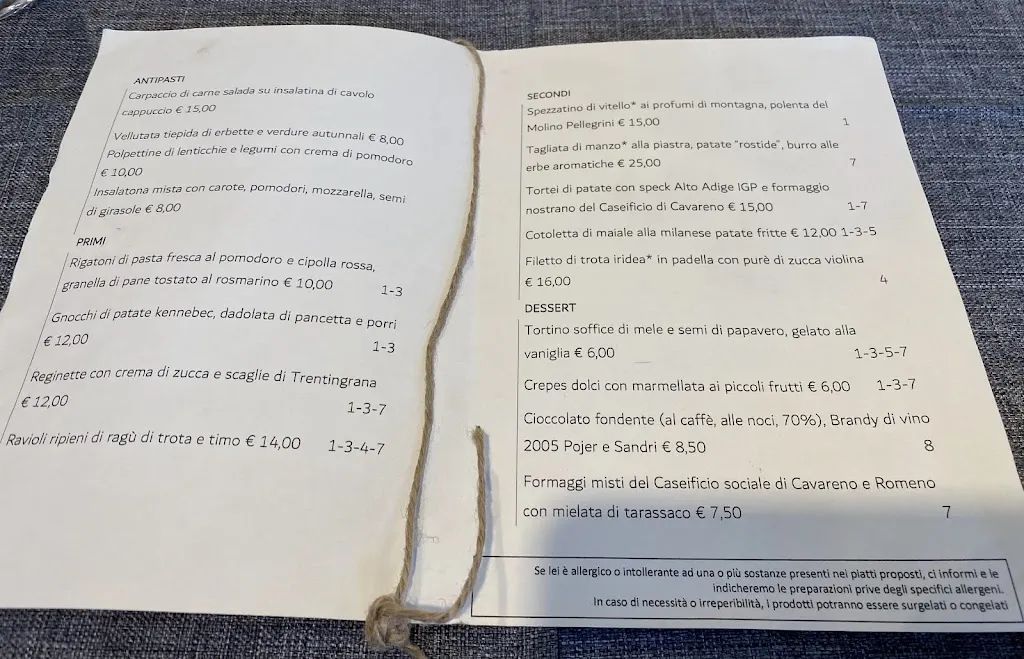 ANTIPASTI
Carpaccio di carne salada su insalatina di cavolo
cappuccio € 15,00
Vellutata tiepida di erbette e verdure autunnali € 8,00
Polpettine di lenticchie e legumi con crema di pomodoro
€ 10,00
Insalatona mista con carote, pomodori, mozzarella, semi
di girasole € 8,00
PRIMI
Rigatoni di pasta fresca al pomodoro e cipolla rossa,
granella di pane tostato al rosmarino € 10,00 1-3
Gnocchi di patate kennebec, dadolata di pancetta e porri
€ 12,00 1-3
Reginette con crema di zucca e scaglie di Trentingrana
€ 12,00 1-3-7
Ravioli ripieni di ragù di trota e timo € 14,00 1-3-4-7
SECONDI
Spezzatino di vitello* ai profumi di montagna, polenta del
Molino Pellegrini € 15,00 1
Tagliata di manzo* alla piastra, patate "rostide", burro alle
erbe aromatiche € 25,00 7
Tortei di patate con speck Alto Adige IGP e formaggio
nostrano del Caseificio di Cavareno € 15,00 1-7
Cotoletta di maiale alla milanese patate fritte € 12,00 1-3-5
Filetto di trota iridea* in padella con purè di zucca violina
€ 16,00 4
DESSERT
Tortino soffice di mele e semi di papavero, gelato alla
vaniglia € 6,00 1-3-5-7
Crepes dolci con marmellata ai piccoli frutti € 6,00 1-3-7
Cioccolato fondente (al caffè, alle noci, 70%), Brandy di vino
2005 Pojer e Sandri € 8,50 8
Formaggi misti del Caseificio sociale di Cavareno e Romeno
con mielata di tarassaco € 7,50 7
Se lei è allergico o intollerante ad una o più sostanze presenti nei piatti proposti, ci informi e le
indicheremo le preparazioni prive degli specifici allergeni.
In caso di necessità o irreperibilità, i prodotti potranno essere surgelati o congelati